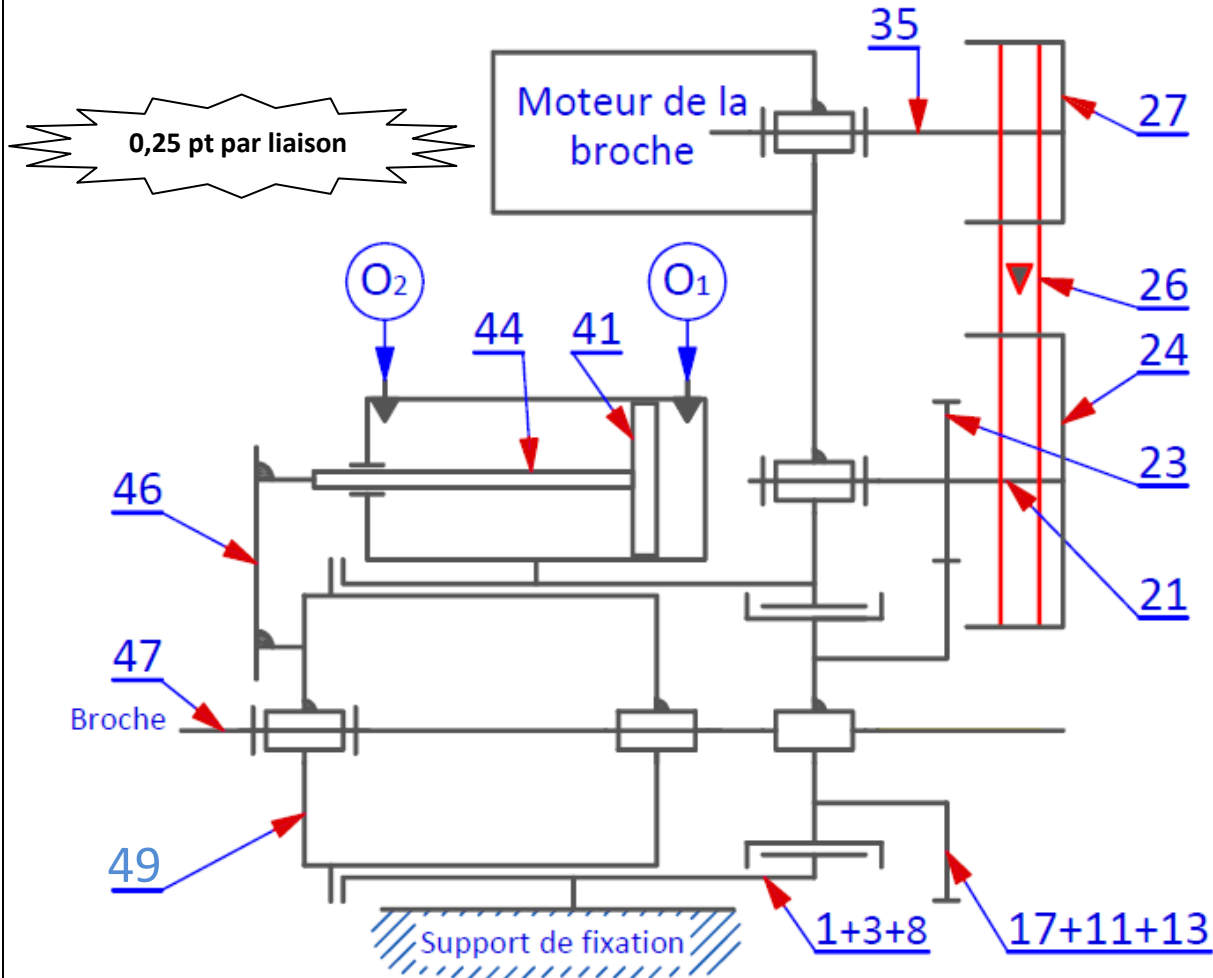 35
0,25 pt par liaison
Moteur de la
broche
27
O2
O1
26
44
41
24
23
46
21
47
Broche
49
Support de fixation
1+3+8
17+11+13